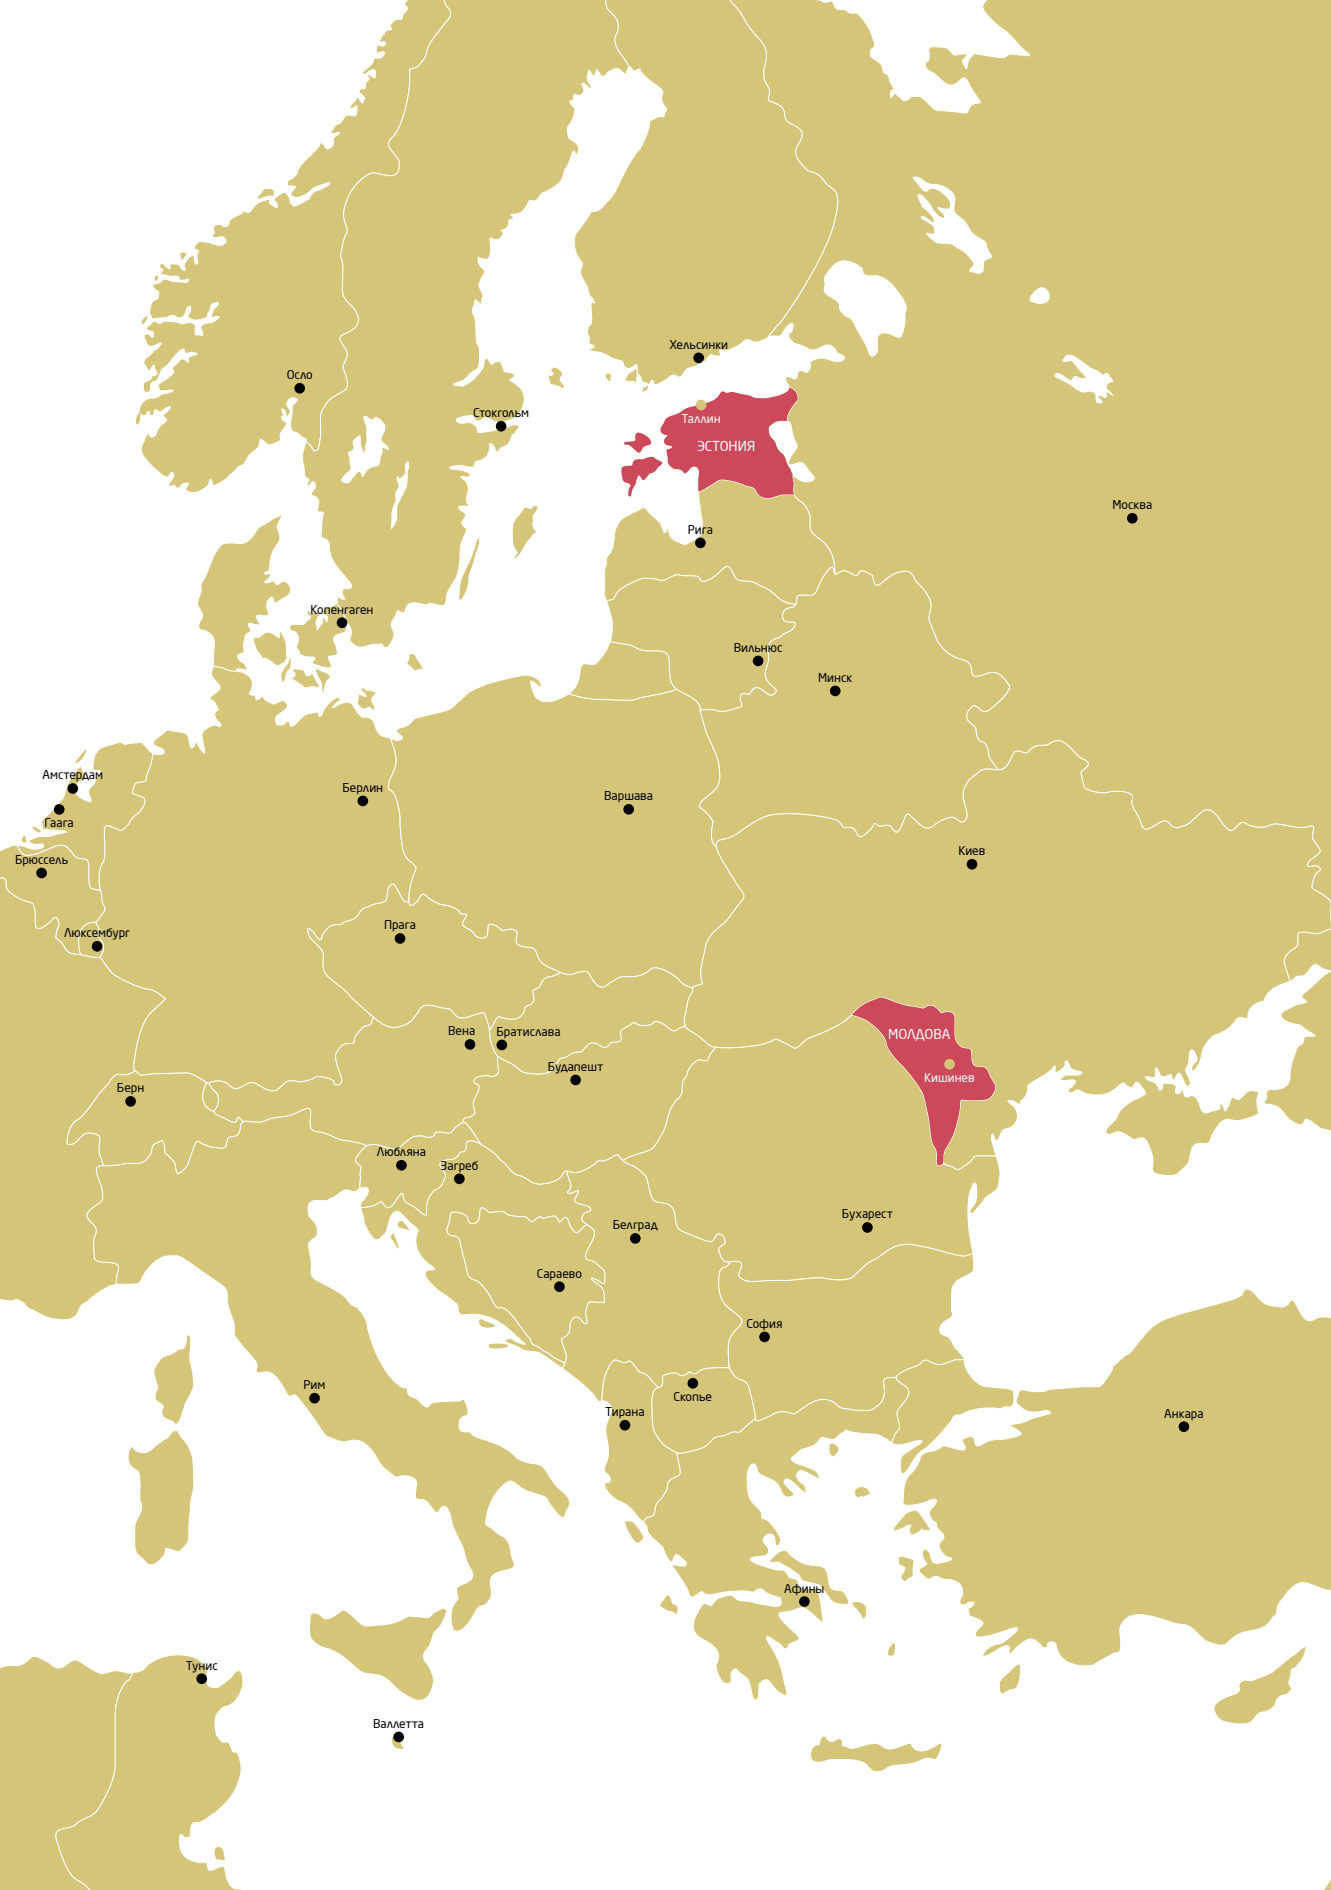 Хельсинки
Осло
Стокгольм
Таллин
ЭСТОНИЯ
Москва
Рига
Копенгаген
Вильнюс
Минск
Амстердам
Берлин
Варшава
Гаага
Киев
Брюссель
Прага
Люксембург
Вена
Братислава
МОЛДОВА
Будапешт
Кишинев
Берн
Любляна
Загреб
Бухарест
Белград
Сараево
София
Рим
Скопье
Тирана
Анкара
Афины
Тунис
Валлетта